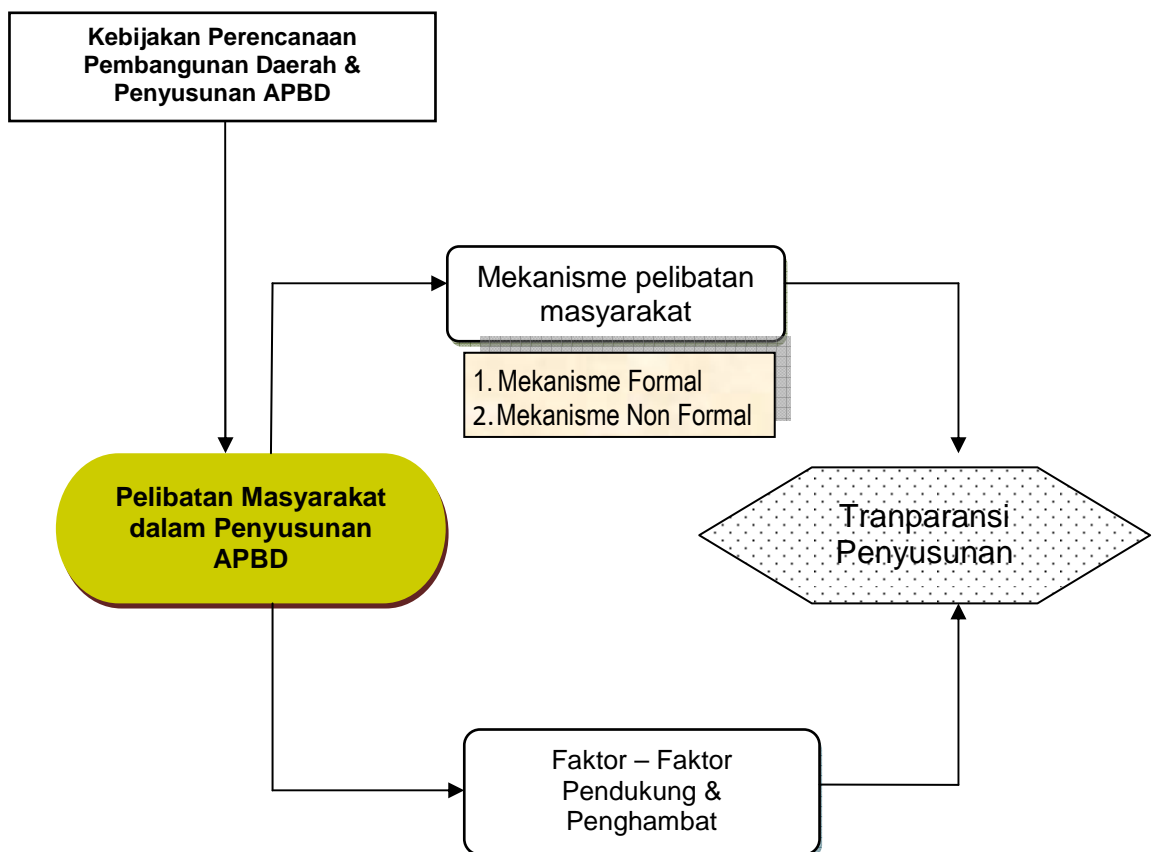 Kebijakan Perencanaan
Pembangunan Daerah &
Penyusunan APBD
Mekanisme pelibatan
masyarakat
1. Mekanisme Formal
2. Mekanisme Non Formal
Pelibatan Masyarakat
dalam Penyusunan
APBD
Tranparansi
Penyusunan
Faktor – Faktor
Pendukung &
Penghambat